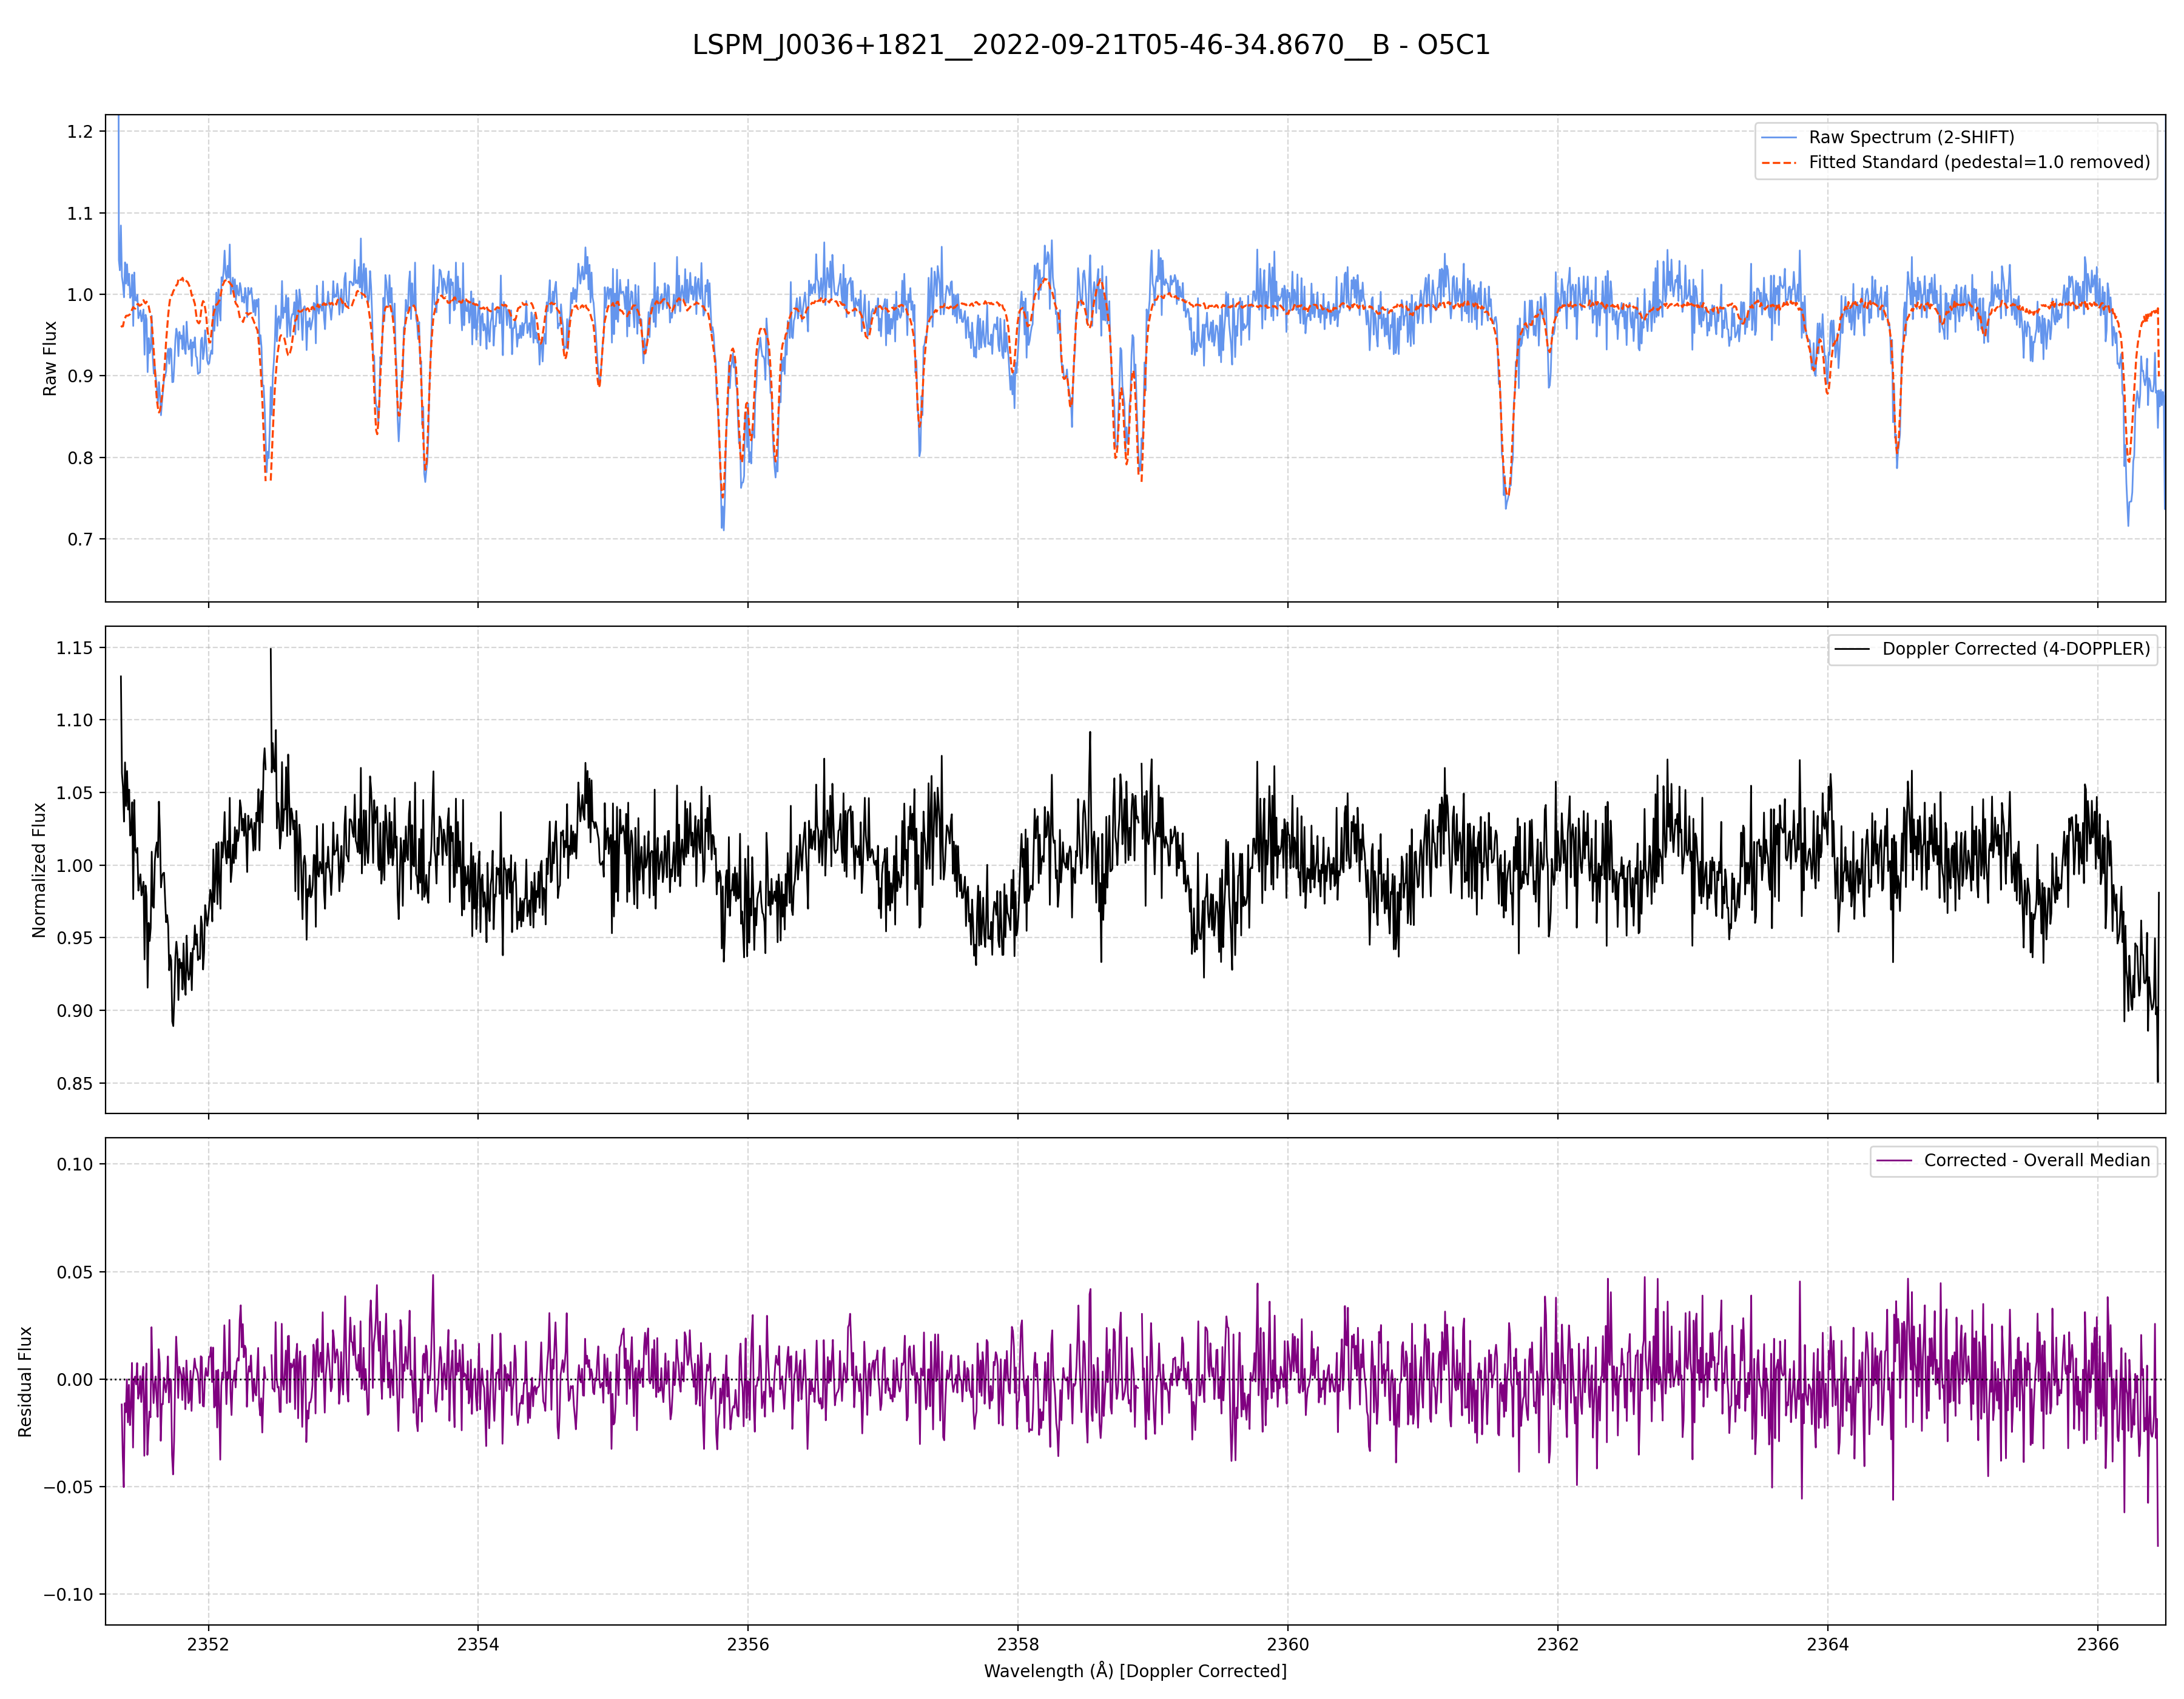 LSPM_J0036+1821__2022-09-21T05-46-34.8670__B - O5C1
Raw Flux
1.2
1.1
1.0
0.9
0.8
0.7
Raw Spectrum (2-SHIFT)
Fitted Standard (pedestal=1.0 removed)
Normalized Flux
1.15
1.10
1.05
1.00
0.95
0.90
0.85
Doppler Corrected (4-DOPPLER)
Residual Flux
0.10
0.05
0.00
−0.05
−0.10
Corrected - Overall Median
2352 2354 2356 2358 2360 2362 2364 2366
Wavelength (Å) [Doppler Corrected]